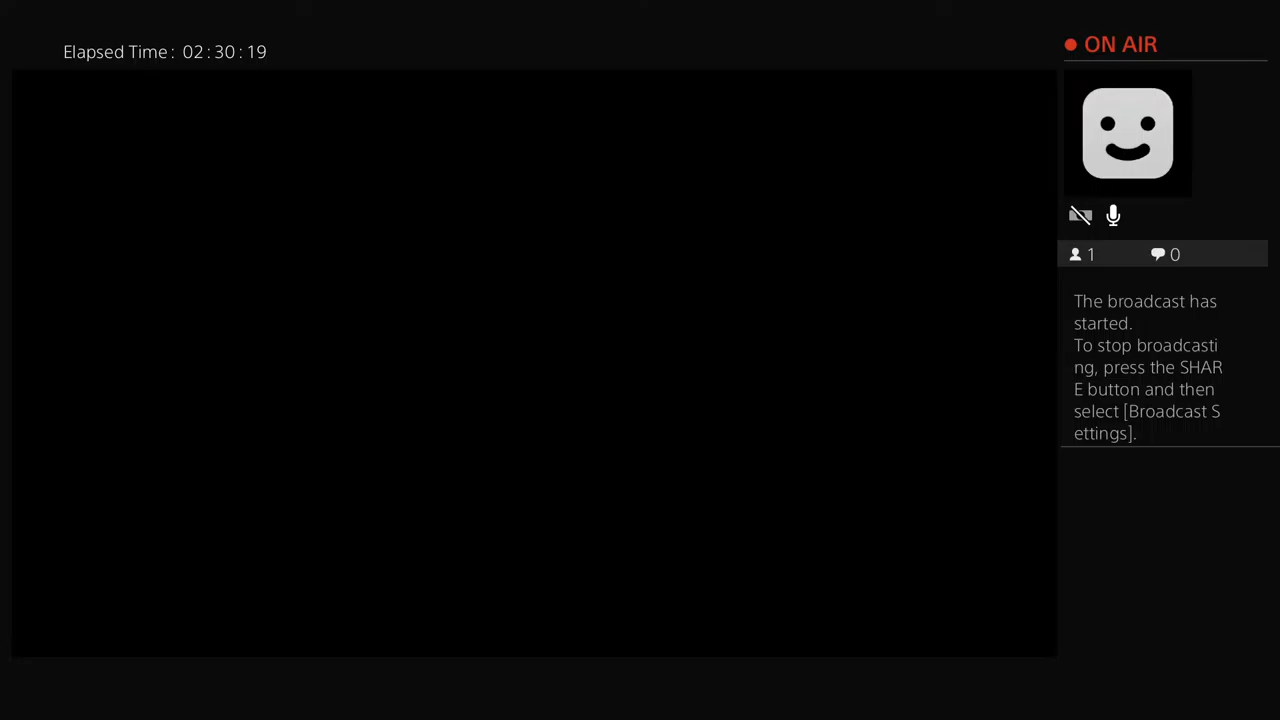 Elapsed Time: 02:30:19
ON AIR
1 0
The broadcast has
started.
To stop broadcasti
ng, press the SHAR
E button and then
select [Broadcast S
ettings].